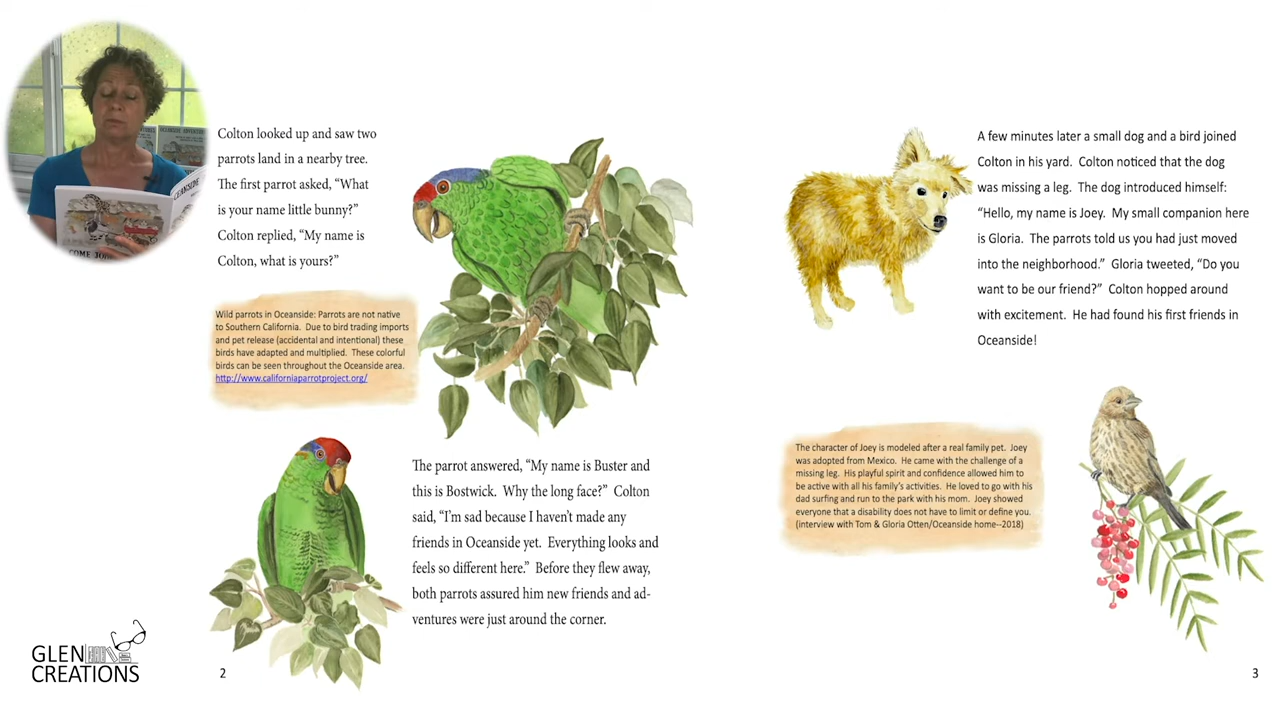 Colton looked up and saw two
parrots land in a nearby tree.
The first parrot asked, “What
is your name little bunny?”
Colton replied, “My name is
Colton, what is yours?”
Wild parrots in Oceanside: Parrots are not native
to Southern California. Due to bird trading imports
and pet release (accidental and intentional) these
birds have adapted and multiplied. These colorful
birds can be seen throughout the Oceanside area.
http://www.californiaparrotproject.org/
The parrot answered, “My name is Buster and
this is Bostwick. Why the long face?” Colton
said, “I’m sad because I haven’t made any
friends in Oceanside yet. Everything looks and
feels so different here.” Before they flew away,
both parrots assured him new friends and ad-
ventures were just around the corner.
GLEN
CREATIONS
2
A few minutes later a small dog and a bird joined
Colton in his yard. Colton noticed that the dog
was missing a leg. The dog introduced himself:
“Hello, my name is Joey. My small companion here
is Gloria. The parrots told us you had just moved
into the neighborhood.” Gloria tweeted, “Do you
want to be our friend?” Colton hopped around
with excitement. He had found his first friends in
Oceanside!
The character of Joey is modeled after a real family pet. Joey
was adopted from Mexico. He came with the challenge of a
missing leg. His playful spirit and confidence allowed him to
be active with all his family’s activities. He loved to go with his
dad surfing and run to the park with his mom. Joey showed
everyone that a disability does not have to limit or define you.
(interview with Tom & Gloria Otten/Oceanside home--2018)
3